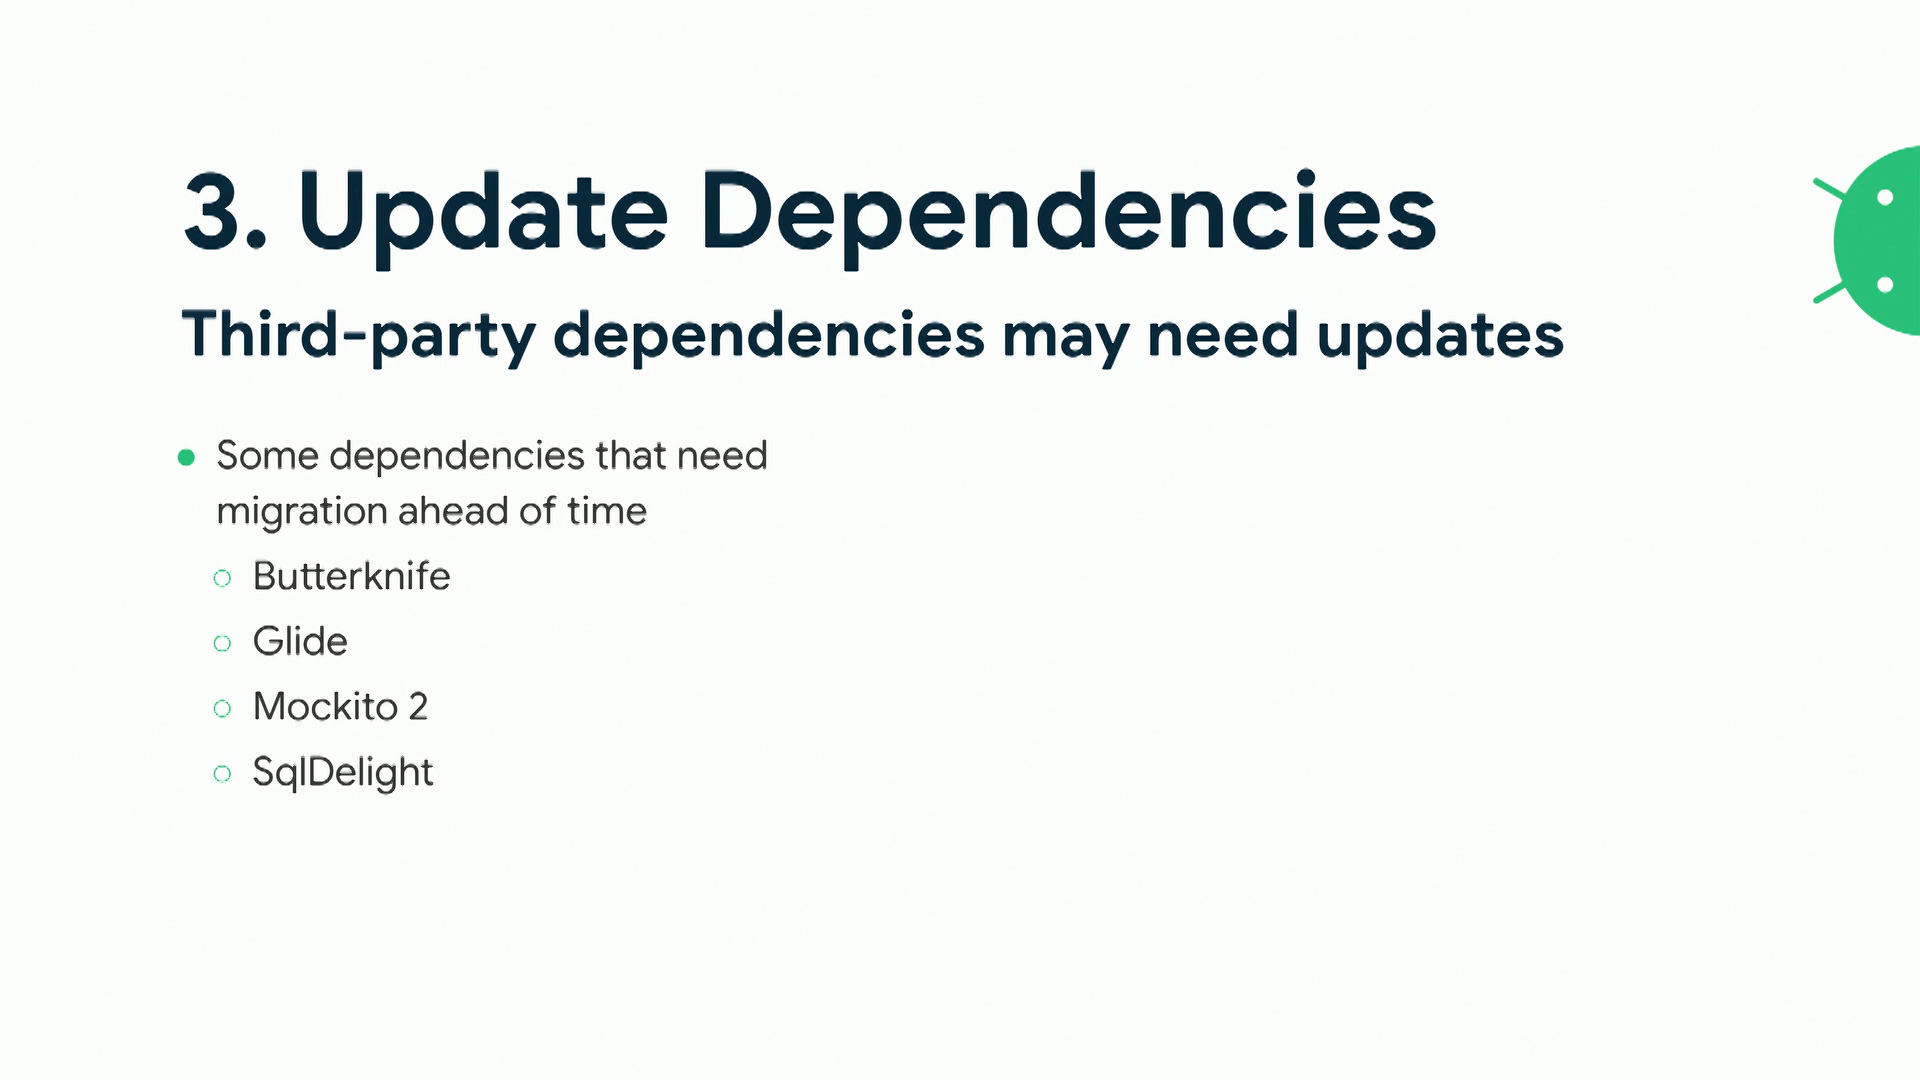 3. Update Dependencies
Third-party dependencies may need updates
Some dependencies that need
migration ahead of time
Butterknife
Glide
Mockito 2
SqlDelight